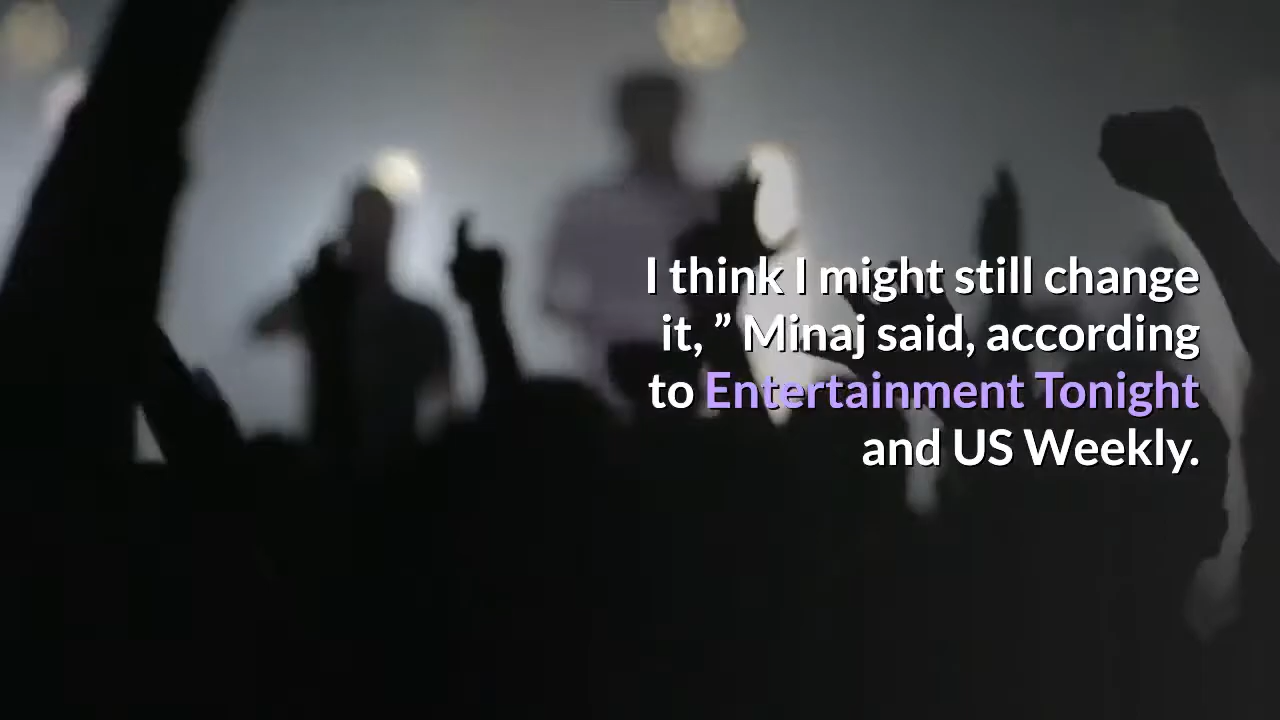 I think I might still change
it, ” Minaj said, according
to Entertainment Tonight
and US Weekly.